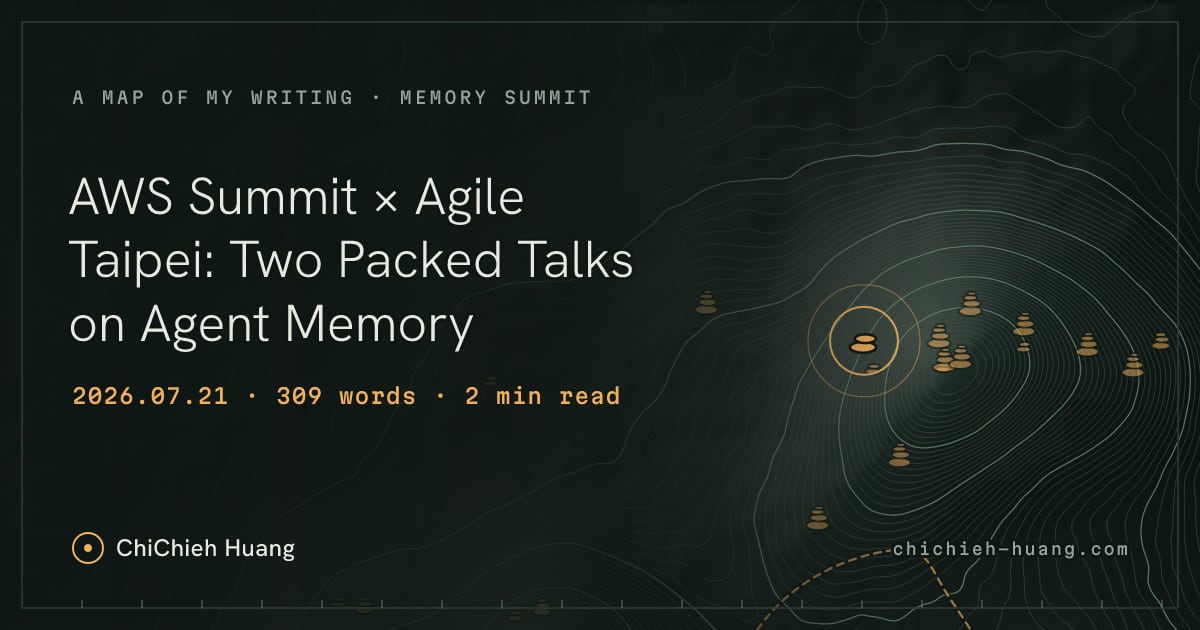 A MAP OF MY WRITING · MEMORY SUMMIT
AWS Summit × Agile
Taipei: Two Packed Talks
on Agent Memory
2026.07.21 · 309 words · 2 min read
ChiChieh Huang
chichieh-huang.com